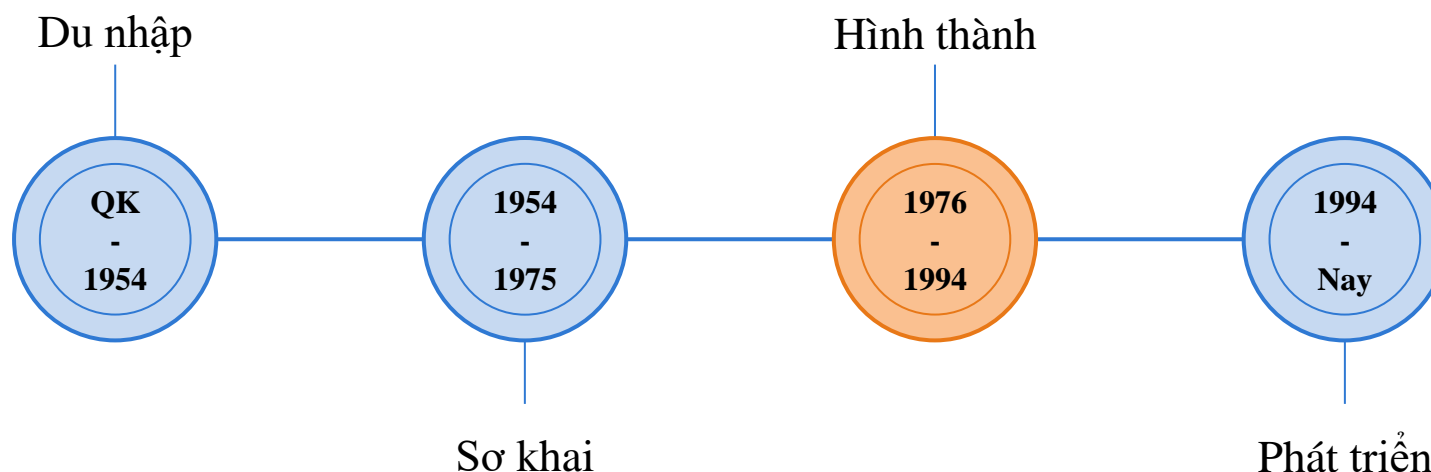 Du nhập
Hình thành
QK
-
1954
1954
-
1975
1976
-
1994
1994
-
Nay
Sơ khai
Phát triển